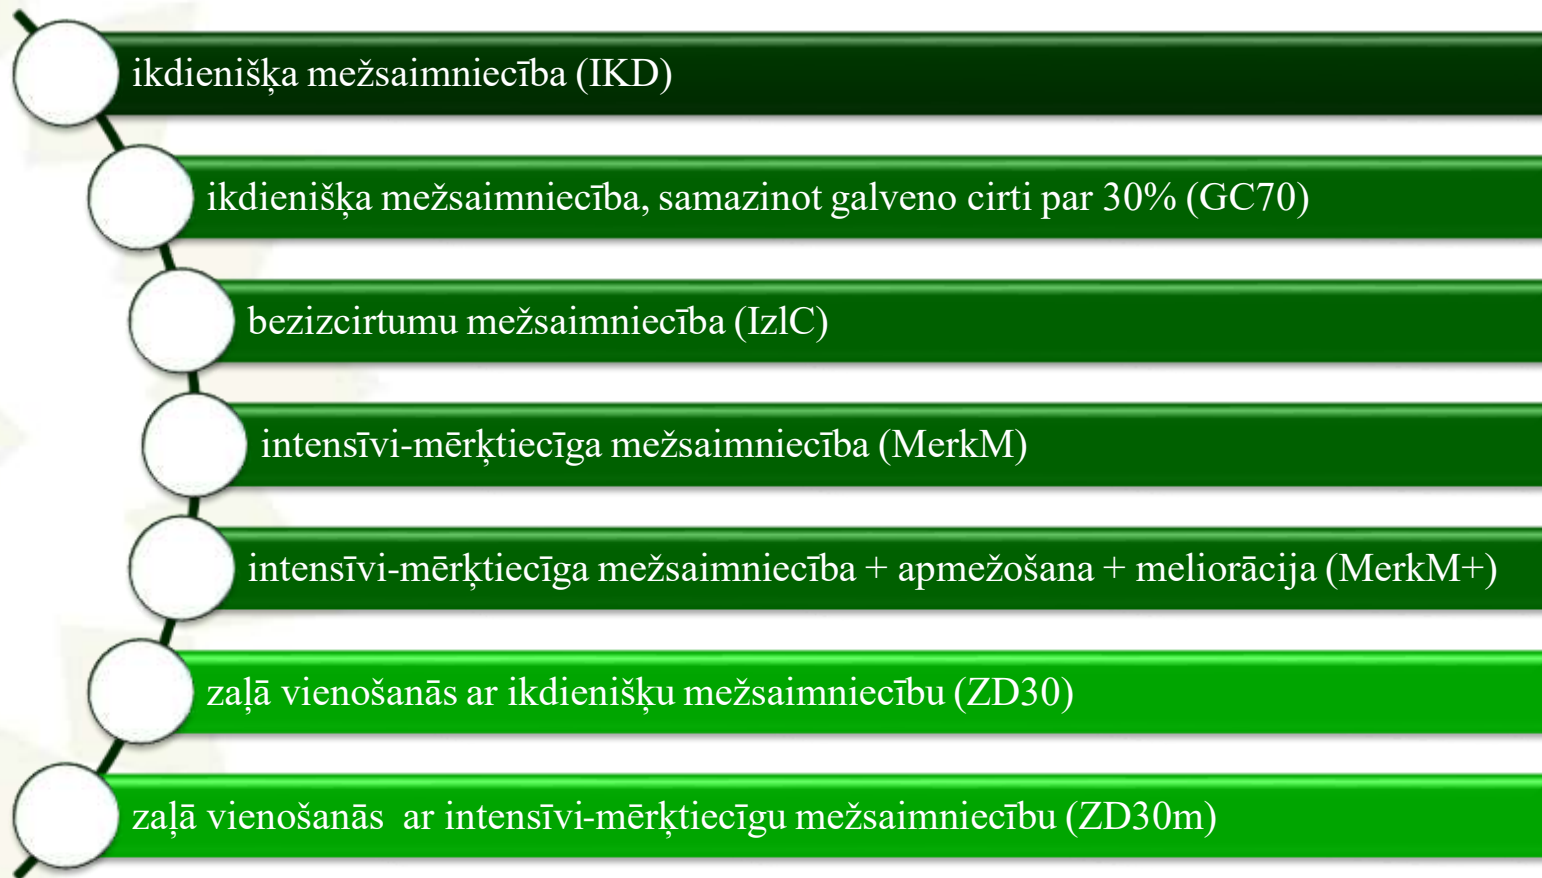 ikdienišķa mežsaimniecība (IKD)
ikdienišķa mežsaimniecība, samazinot galveno cirti par 30% (GC70)
bezizcirtumu mežsaimniecība (IzlC)
intensīvi-mērķtiecīga mežsaimniecība (MerkM)
intensīvi-mērķtiecīga mežsaimniecība + apmežošana + meliorācija (MerkM+)
zaļā vienošanās ar ikdienišķu mežsaimniecību (ZD30)
zaļā vienošanās ar intensīvi-mērķtiecīgu mežsaimniecību (ZD30m)